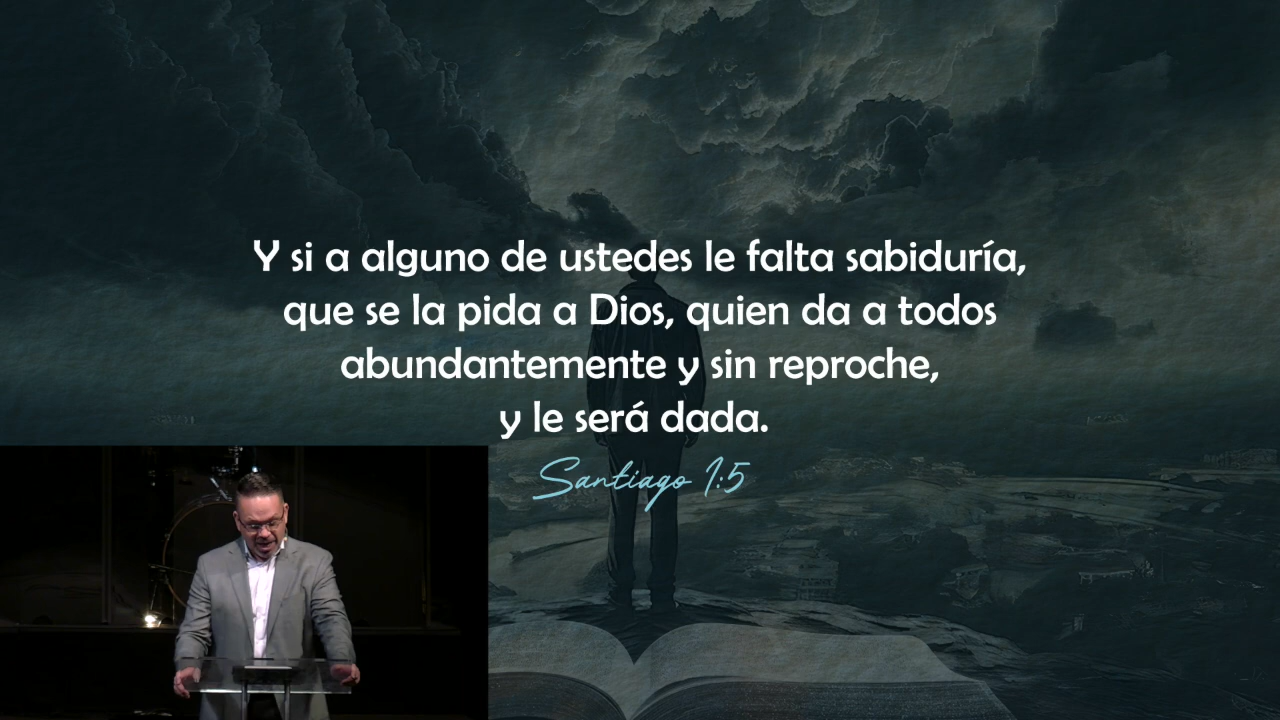 Y si a alguno de ustedes le falta sabiduría,
que se la pida a Dios, quien da a todos
abundantemente y sin reproche,
y le será dada.
Santiago 1:5